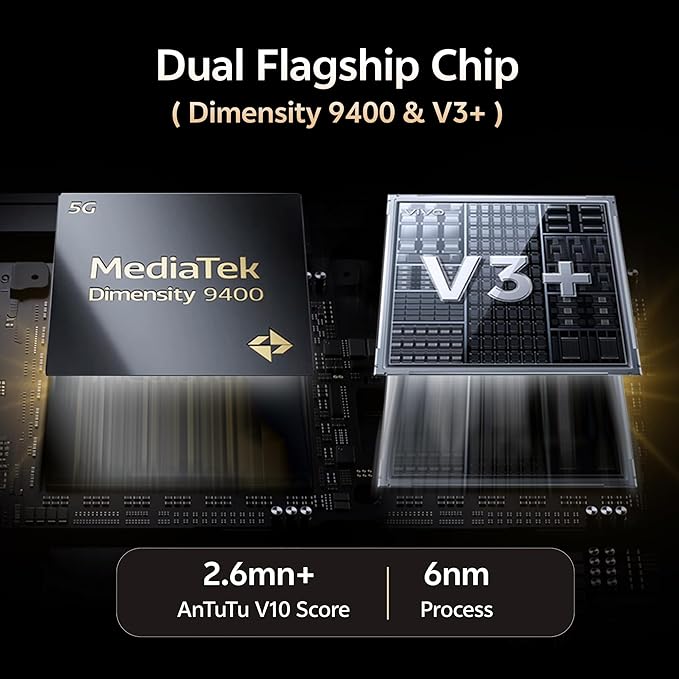 Dual Flagship Chip
( Dimensity 9400 & V3+ )
5G
MediaTek
Dimensity 9400
vivo
V3+
2.6mn+
AnTuTu V10 Score
6nm
Process